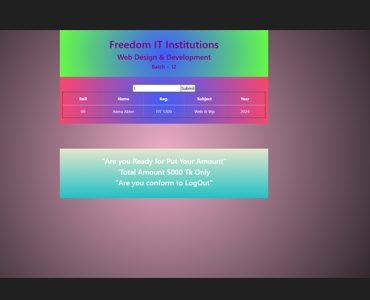 Freedom IT Institutions
Web Design & Development
Batch - 12
1 Submit
Roll Name Reg. Subject Year
09 Asma Akter FIT 1209 Web & Wp 2024
"Are you Ready for Put Your Amount"
'Total Amount 5000 Tk Only
"Are you conform to LogOut"